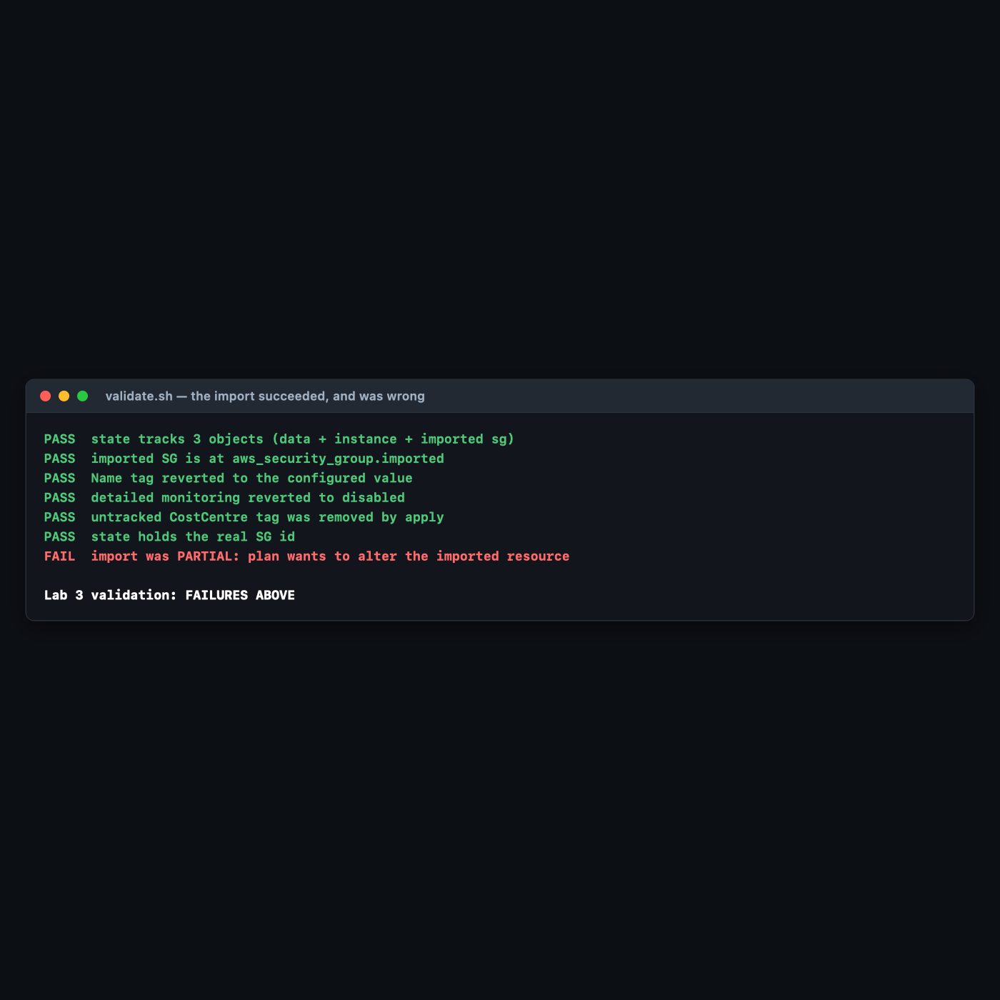 validate.sh — the import succeeded, and was wrong
PASS  state tracks 3 objects (data + instance + imported sg)
PASS  imported SG is at aws_security_group.imported
PASS  Name tag reverted to the configured value
PASS  detailed monitoring reverted to disabled
PASS  untracked CostCentre tag was removed by apply
PASS  state holds the real SG id
FAIL  import was PARTIAL: plan wants to alter the imported resource
Lab 3 validation: FAILURES ABOVE